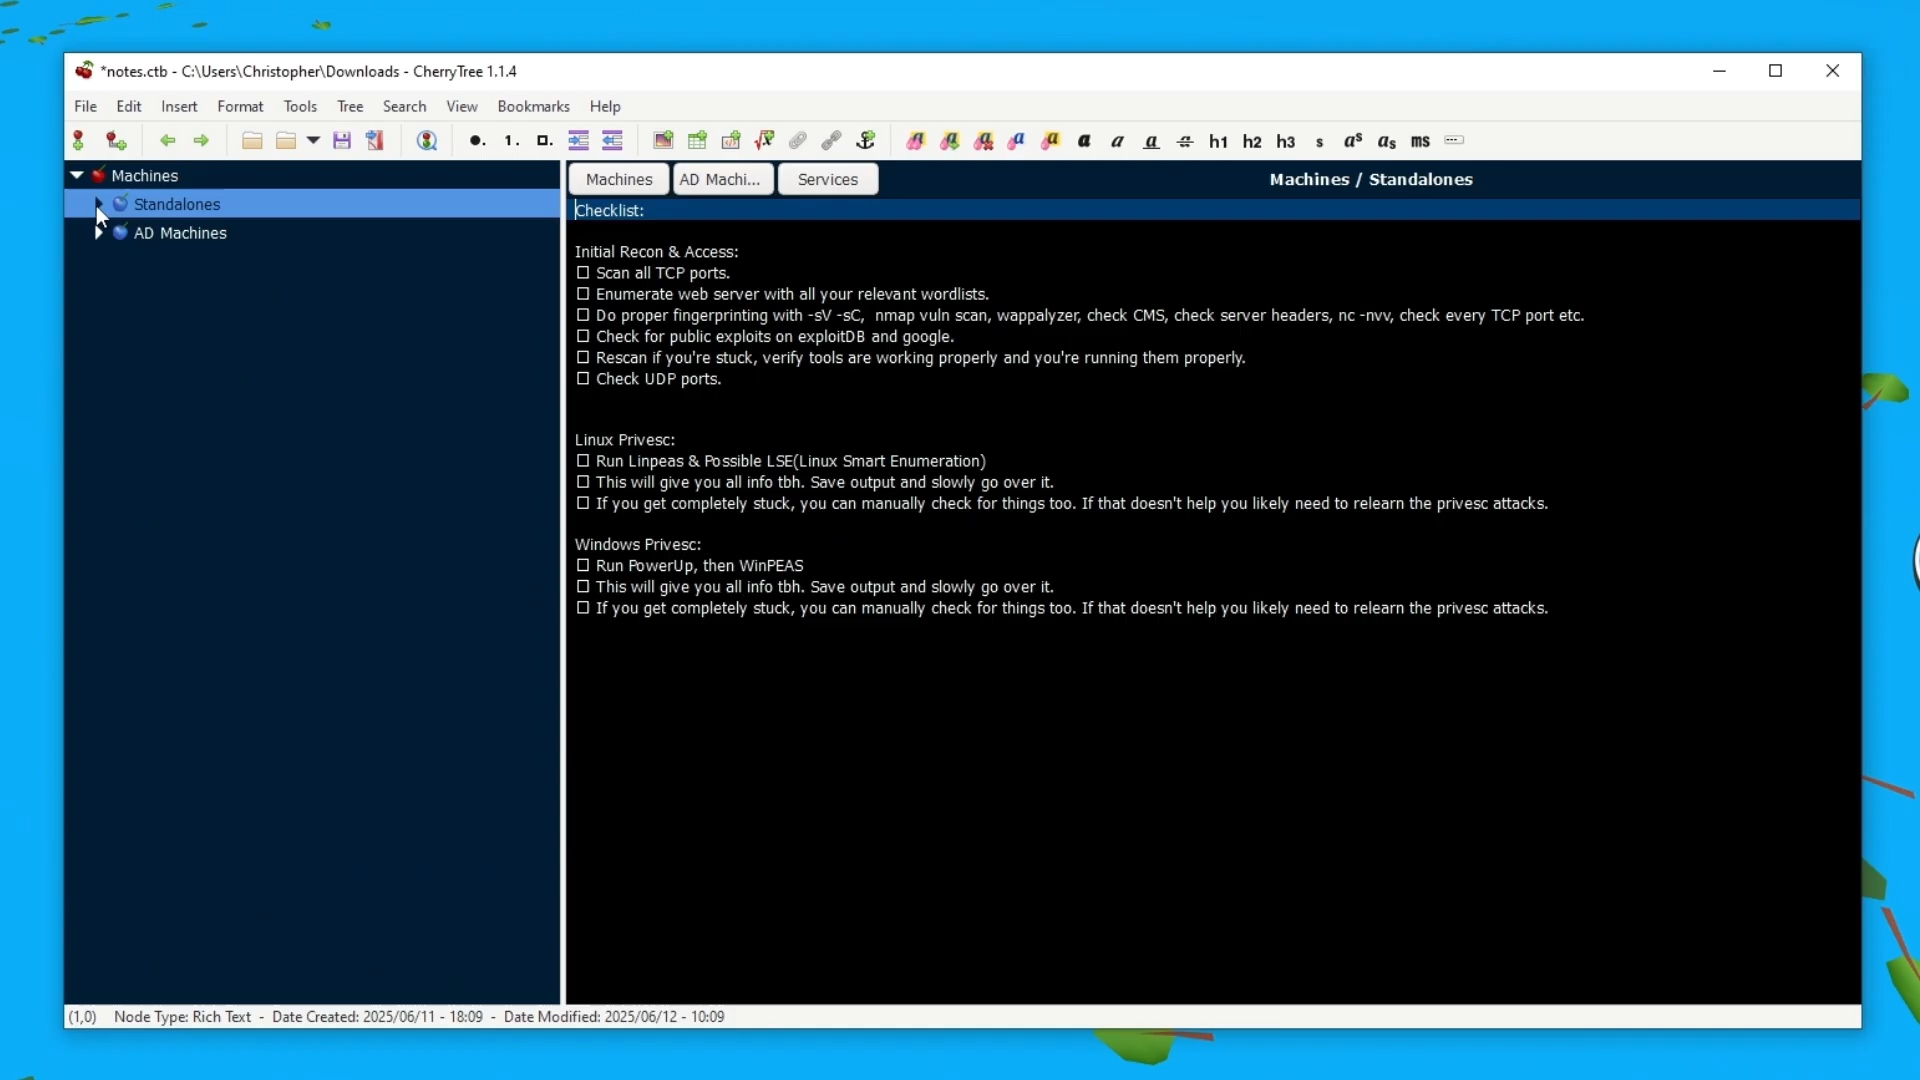 *notes.ctb - C:\Users\Christopher\Downloads - CherryTree 1.1.4
File Edit Insert Format Tools Tree Search View Bookmarks Help
1. a a a a a a a a a h1 h2 h3 s as as ms
Machines
Standalones
AD Machines
Machines AD Machi... Services Machines / Standalones
Checklist:
Initial Recon & Access:
☐ Scan all TCP ports.
☐ Enumerate web server with all your relevant wordlists.
☐ Do proper fingerprinting with -sV -sC,  nmap vuln scan, wappalyzer, check CMS, check server headers, nc -nvv, check every TCP port etc.
☐ Check for public exploits on exploitDB and google.
☐ Rescan if you're stuck, verify tools are working properly and you're running them properly.
☐ Check UDP ports.
Linux Privesc:
☐ Run Linpeas & Possible LSE(Linux Smart Enumeration)
☐ This will give you all info tbh. Save output and slowly go over it.
☐ If you get completely stuck, you can manually check for things too. If that doesn't help you likely need to relearn the privesc attacks.
Windows Privesc:
☐ Run PowerUp, then WinPEAS
☐ This will give you all info tbh. Save output and slowly go over it.
☐ If you get completely stuck, you can manually check for things too. If that doesn't help you likely need to relearn the privesc attacks.
(1,0) Node Type: Rich Text - Date Created: 2025/06/11 - 18:09 - Date Modified: 2025/06/12 - 10:09